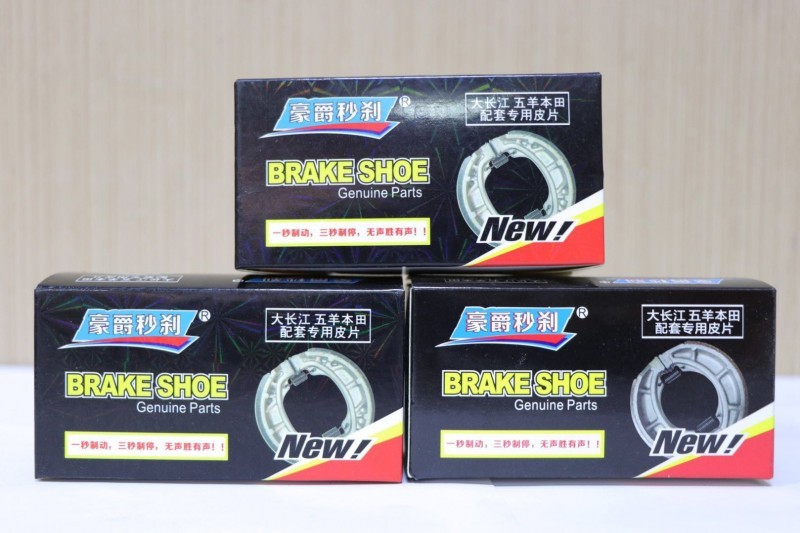 豪爵秒刹®
大长江 五羊本田
配套专用皮片
BRAKE SHOE
Genuine Parts
一秒制动，三秒制停，无声胜有声！！
New!
豪爵秒刹®
大长江 五羊本田
配套专用皮片
BRAKE SHOE
Genuine Parts
一秒制动，三秒制停，无声胜有声！！
New!
豪爵秒刹®
大长江 五羊本田
配套专用皮片
BRAKE SHOE
Genuine Parts
一秒制动，三秒制停，无声胜有声！！
New!